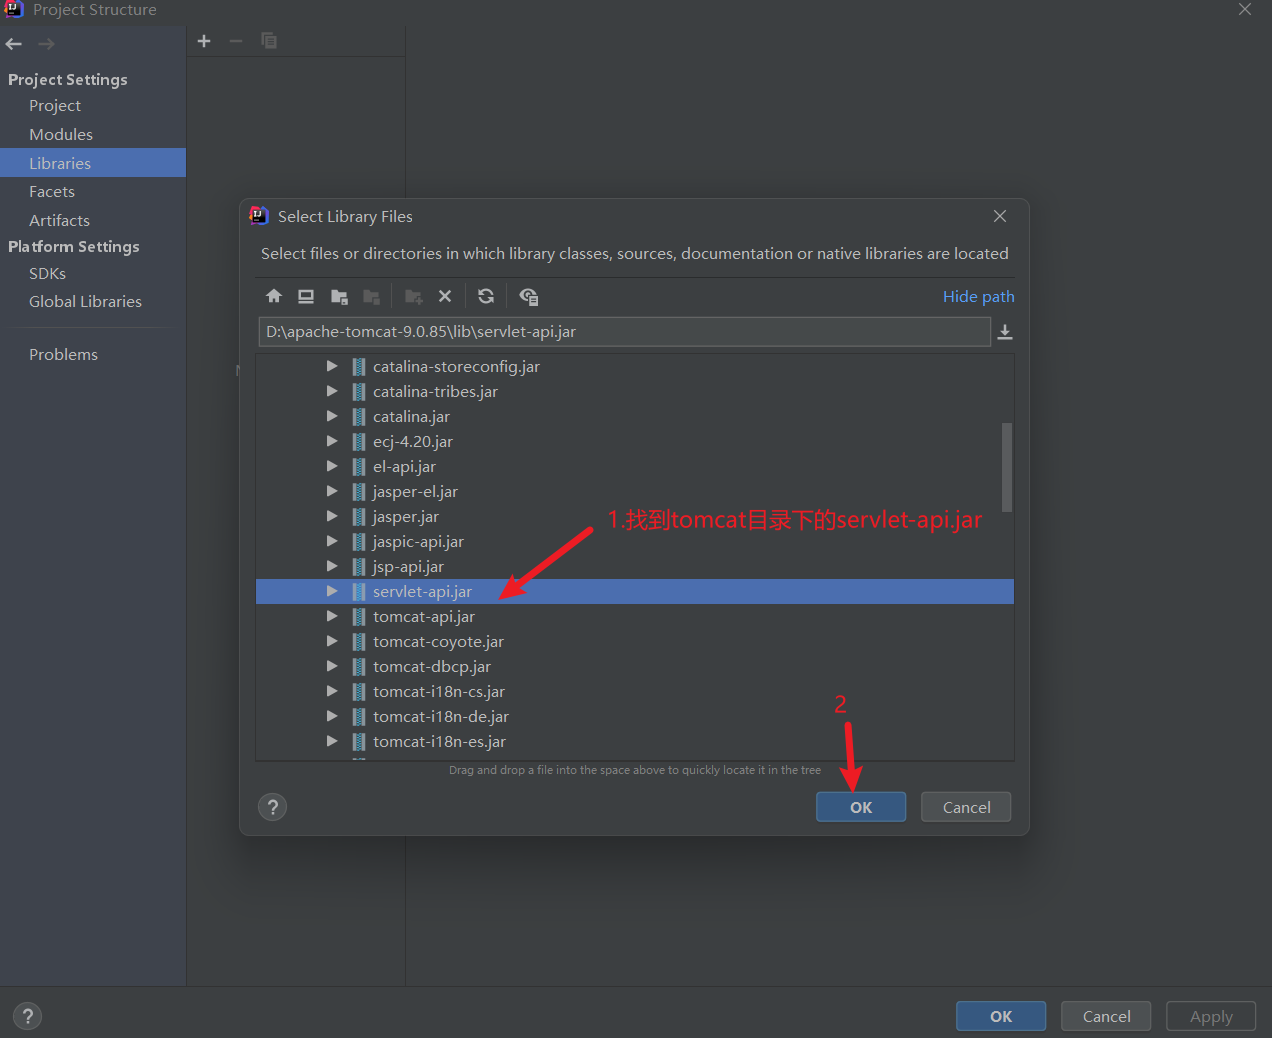 Project Structure
Project Settings
Project
Modules
Libraries
Facets
Artifacts
Platform Settings
SDKs
Global Libraries
Problems
Select Library Files
Select files or directories in which library classes, sources, documentation or native libraries are located
Hide path
D:\apache-tomcat-9.0.85\lib\servlet-api.jar
catalina-storeconfig.jar
catalina-tribes.jar
catalina.jar
ecj-4.20.jar
el-api.jar
jasper-el.jar
jasper.jar
jaspic-api.jar
jsp-api.jar
servlet-api.jar
tomcat-api.jar
tomcat-coyote.jar
tomcat-dbcp.jar
tomcat-i18n-cs.jar
tomcat-i18n-de.jar
tomcat-i18n-es.jar
1.找到tomcat目录下的servlet-api.jar
2
Drag and drop a file into the space above to quickly locate it in the tree
?
OK
Cancel
?
OK
Cancel
Apply